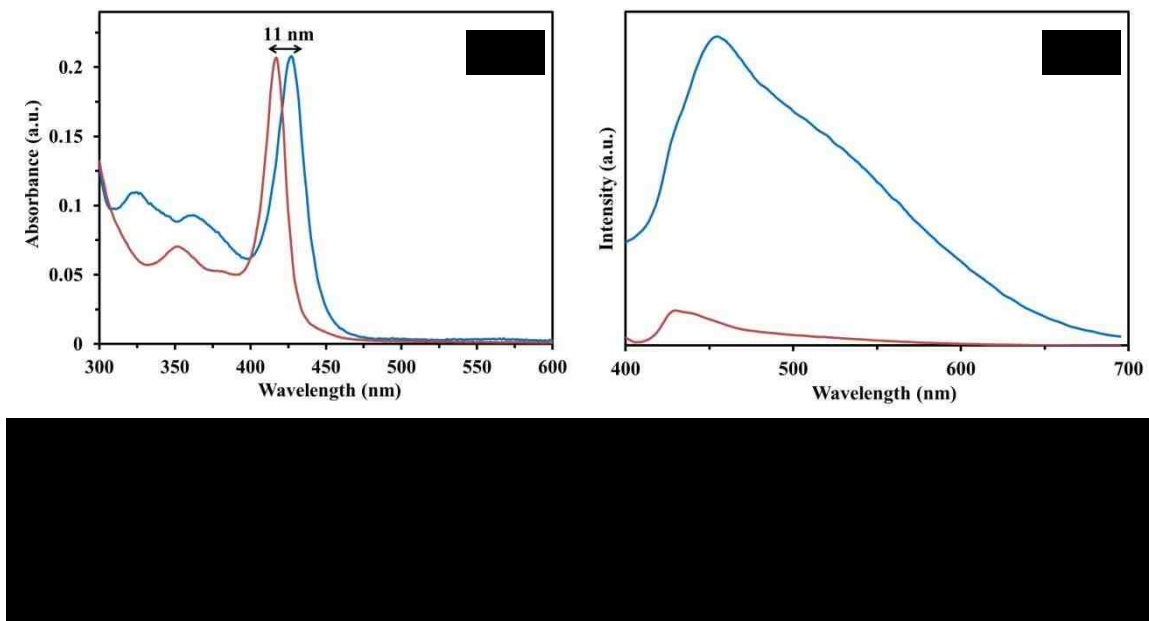 11 nm
0.2
0.15
0.1
0.05
0
Absorbance (a.u.)
300 350 400 450 500 550 600
Wavelength (nm)
Intensity (a.u.)
400 500 600 700
Wavelength (nm)